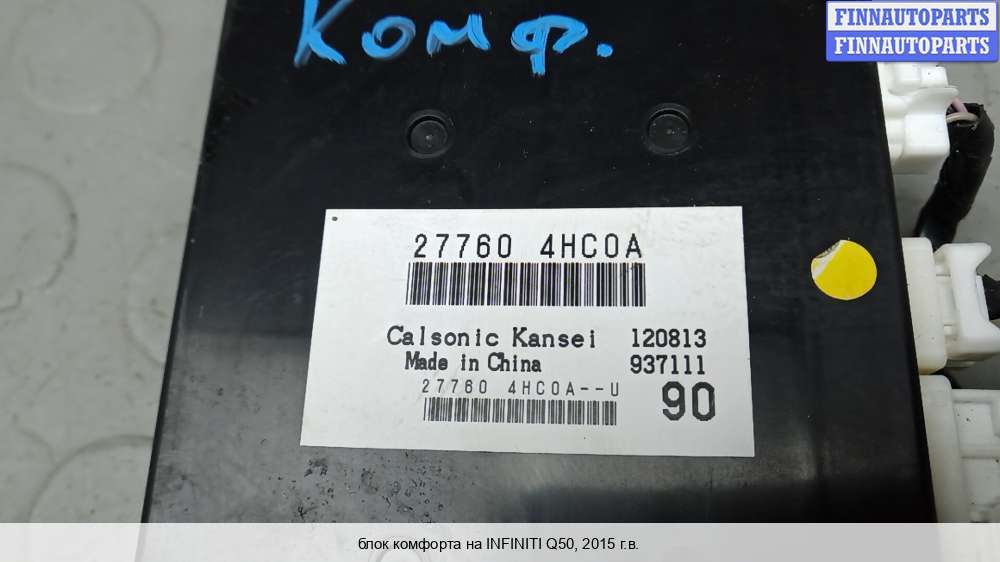 Комф.
FINNAUTOPARTS
FINNAUTOPARTS
27760 4HC0A
Calsonic Kansei 120813
Made in China 937111
27760 4HC0A--U 90
блок комфорта на INFINITI Q50, 2015 г.в.